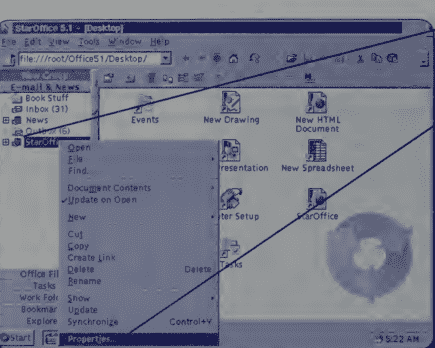 StarOffice 5.1 - [Desktop]
File Edit View Tools Window Help
file:///root/Office51/Desktop/
E-mail & News
Book Stuff
Inbox (31)
News
Outbox (6)
StarOffi
Events
New Drawing
New HTML
Document
resentation
New Spreadsheet
ter Setup
StarOffice
Tasks
Open
File
Find...
Document Contents
Update on Open
New
Cut
Copy
Create Link
Delete Delete
Rename
Show
Update
Synchronize Control+V
Properties...
Office Fil
Tasks
Work Fol
Bookmar
Explore
Start
5:22 AM